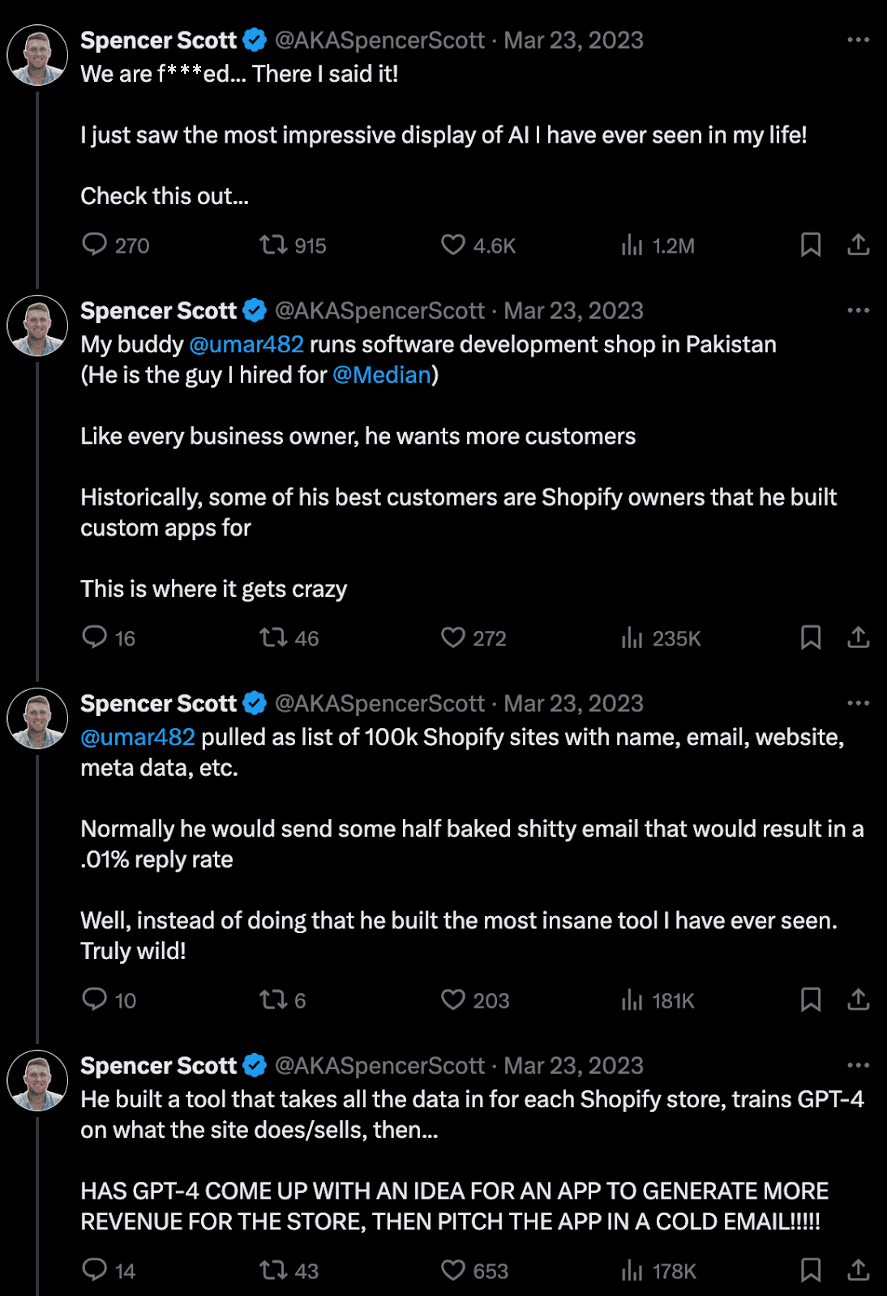 Spencer Scott @AKASpencerScott · Mar 23, 2023
We are f***ed... There I said it!
I just saw the most impressive display of AI I have ever seen in my life!
Check this out...
270 915 4.6K 1.2M
Spencer Scott @AKASpencerScott · Mar 23, 2023
My buddy @umar482 runs software development shop in Pakistan
(He is the guy I hired for @Median)
Like every business owner, he wants more customers
Historically, some of his best customers are Shopify owners that he built
custom apps for
This is where it gets crazy
16 46 272 235K
Spencer Scott @AKASpencerScott · Mar 23, 2023
@umar482 pulled as list of 100k Shopify sites with name, email, website,
meta data, etc.
Normally he would send some half baked shitty email that would result in a
.01% reply rate
Well, instead of doing that he built the most insane tool I have ever seen.
Truly wild!
10 6 203 181K
Spencer Scott @AKASpencerScott · Mar 23, 2023
He built a tool that takes all the data in for each Shopify store, trains GPT-4
on what the site does/sells, then...
HAS GPT-4 COME UP WITH AN IDEA FOR AN APP TO GENERATE MORE
REVENUE FOR THE STORE, THEN PITCH THE APP IN A COLD EMAIL!!!!!
14 43 653 178K